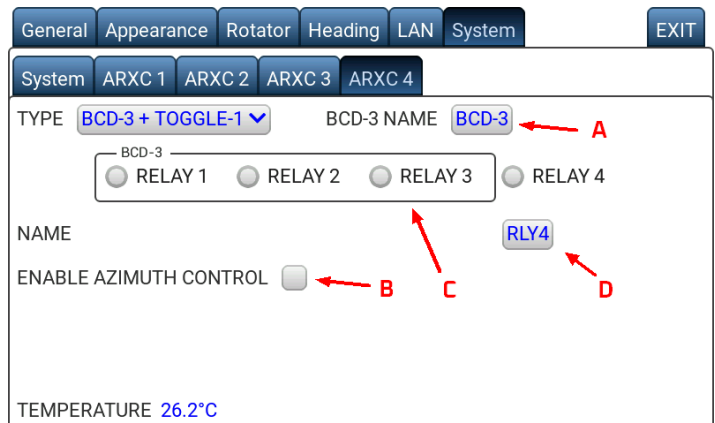 General Appearance Rotator Heading LAN System EXIT
System ARXC 1 ARXC 2 ARXC 3 ARXC 4
TYPE BCD-3 + TOGGLE-1 BCD-3 NAME BCD-3 A
BCD-3
RELAY 1 RELAY 2 RELAY 3 RELAY 4
NAME RLY4
ENABLE AZIMUTH CONTROL B C D
TEMPERATURE 26.2°C